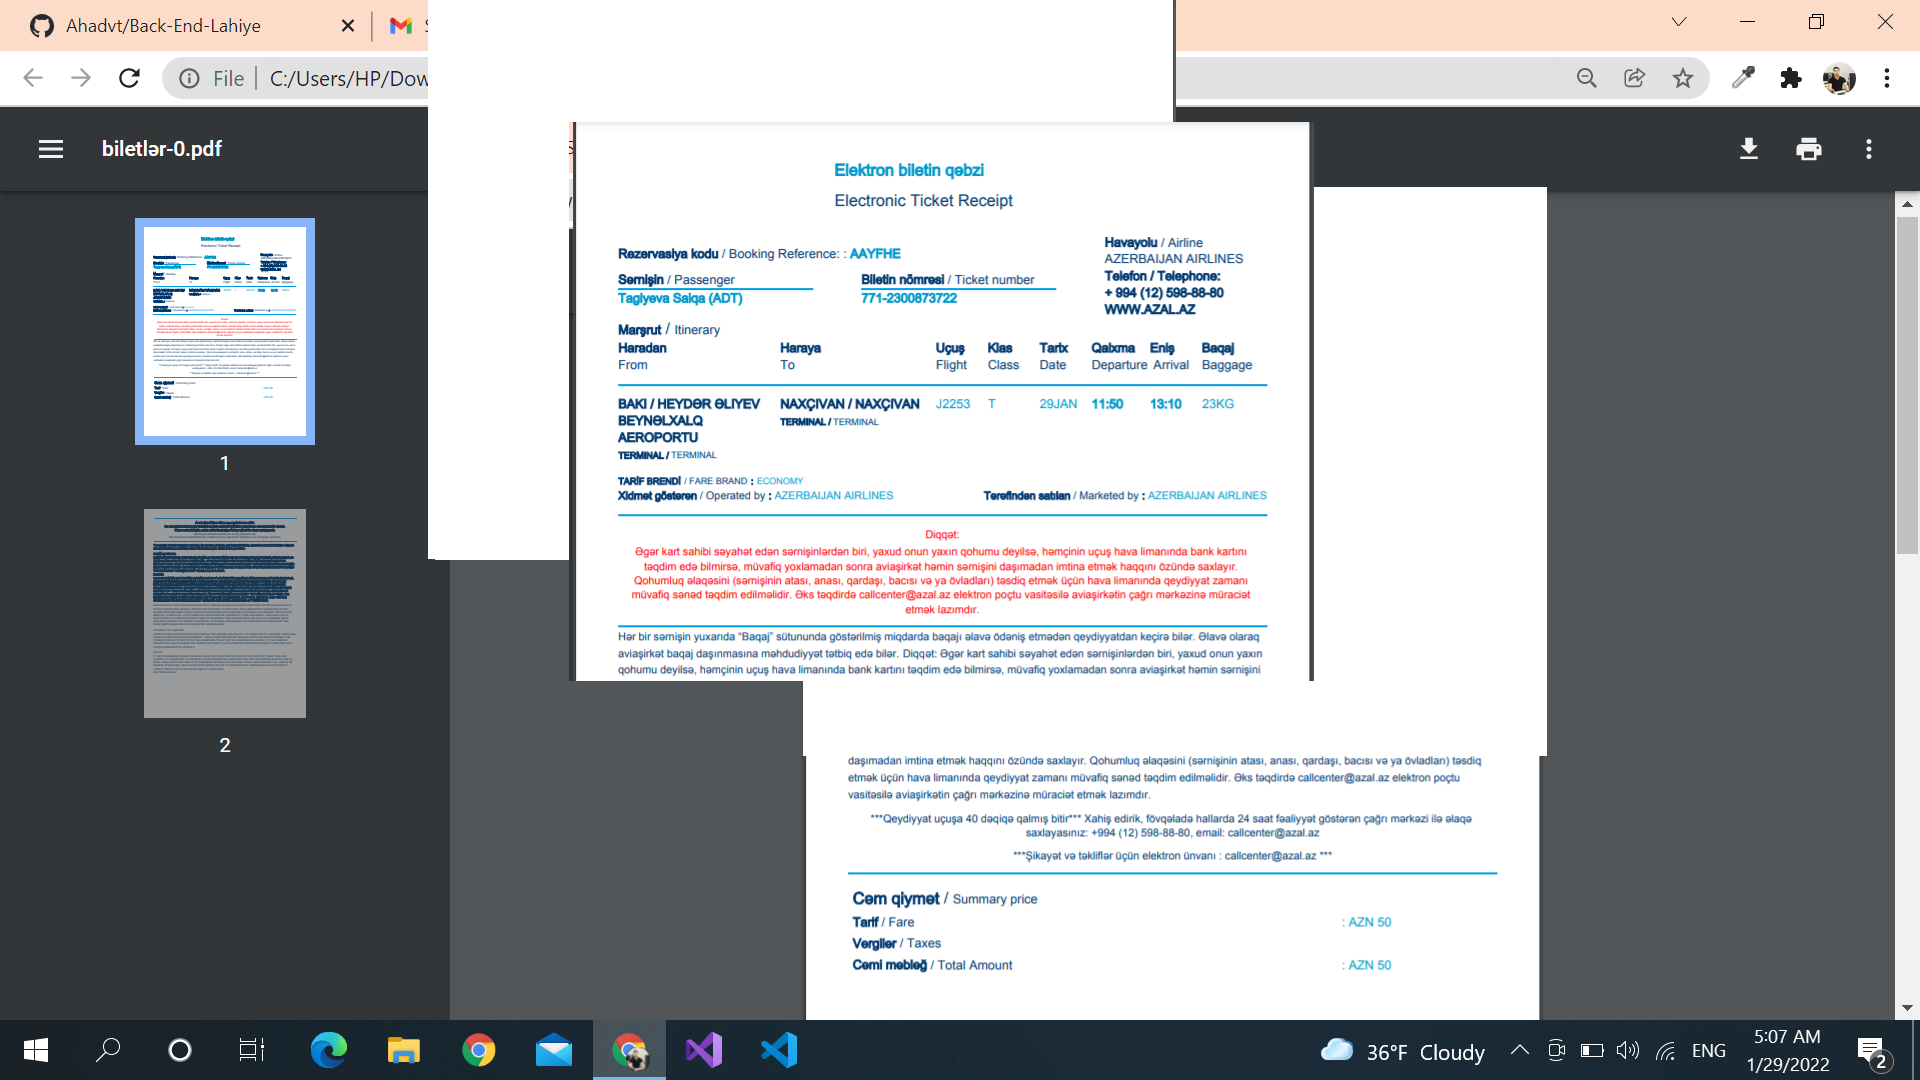 Ahadvt/Back-End-Lahiye
File
C:/Users/HP/Dow
biletlər-0.pdf
1
2
Elektron biletin qəbzi
Electronic Ticket Receipt
Rezervasiya kodu / Booking Reference: : AAYFHE
Havayolu / Airline
AZERBAIJAN AIRLINES
Telefon / Telephone:
+ 994 (12) 598-88-80
WWW.AZAL.AZ
Sərnişin / Passenger
Biletin nömrəsi / Ticket number
Tagiyeva Saiqa (ADT)
771-2300873722
Marşrut / Itinerary
Haradan Haraya Uçuş Klas Tarix Qalxma Eniş Baqaj
From To Flight Class Date Departure Arrival Baggage
BAKI / HEYDƏR ƏLIYEV BEYNƏLXALQ AEROPORTU NAXÇIVAN / NAXÇIVAN J2253 T 29JAN 11:50 13:10 23KG
TERMINAL / TERMINAL
TERMINAL / TERMINAL
TARİF BRENDİ / FARE BRAND : ECONOMY
Xidmət göstərən / Operated by : AZERBAIJAN AIRLINES
Tərəfindən satılan / Marketed by : AZERBAIJAN AIRLINES
Diqqət:
Əgər kart sahibi səyahət edən sərnişinlərdən biri, yaxud onun yaxın qohumu deyilsə, həmçinin uçuş hava limanında bank kartını
təqdim edə bilmirsə, müvafiq yoxlamadan sonra aviaşirkət həmin sərnişini daşımadan imtina etmək haqqını özündə saxlayır.
Qohumluq əlaqəsini (sərnişinin atası, anası, qardaşı, bacısı və ya övladları) təsdiq etmək üçün hava limanında qeydiyyat zamanı
müvafiq sənəd təqdim edilməlidir. Əks təqdirdə callcenter@azal.az elektron poçtu vasitəsilə aviaşirkətin çağrı mərkəzinə müraciət
etmək lazımdır.
Hər bir sərnişin yuxarıda "Baqaj" sütununda göstərilmiş miqdarda baqajı əlavə ödəniş etmədən qeydiyyatdan keçirə bilər. Əlavə olaraq
aviaşirkət baqaj daşınmasına məhdudiyyət tətbiq edə bilər. Diqqət: Əgər kart sahibi səyahət edən sərnişinlərdən biri, yaxud onun yaxın
qohumu deyilsə, həmçinin uçuş hava limanında bank kartını təqdim edə bilmirsə, müvafiq yoxlamadan sonra aviaşirkət həmin sərnişini
daşımadan imtina etmək haqqını özündə saxlayır. Qohumluq əlaqəsini (sərnişinin atası, anası, qardaşı, bacısı və ya övladları) təsdiq
etmək üçün hava limanında qeydiyyat zamanı müvafiq sənəd təqdim edilməlidir. Əks təqdirdə callcenter@azal.az elektron poçtu
vasitəsilə aviaşirkətin çağrı mərkəzinə müraciət etmək lazımdır.
***Qeydiyyat uçuşa 40 dəqiqə qalmış bitir*** Xahiş edirik, fövqəladə hallarda 24 saat fəaliyyət göstərən çağrı mərkəzi ilə əlaqə
saxlayasınız: +994 (12) 598-88-80, email: callcenter@azal.az
***Şikayət və təkliflər üçün elektron ünvanı : callcenter@azal.az ***
Cəm qiymət / Summary price
Tarif / Fare : AZN 50
Vergilər / Taxes
Cəmi məbləğ / Total Amount : AZN 50
36°F Cloudy
ENG
5:07 AM
1/29/2022
2